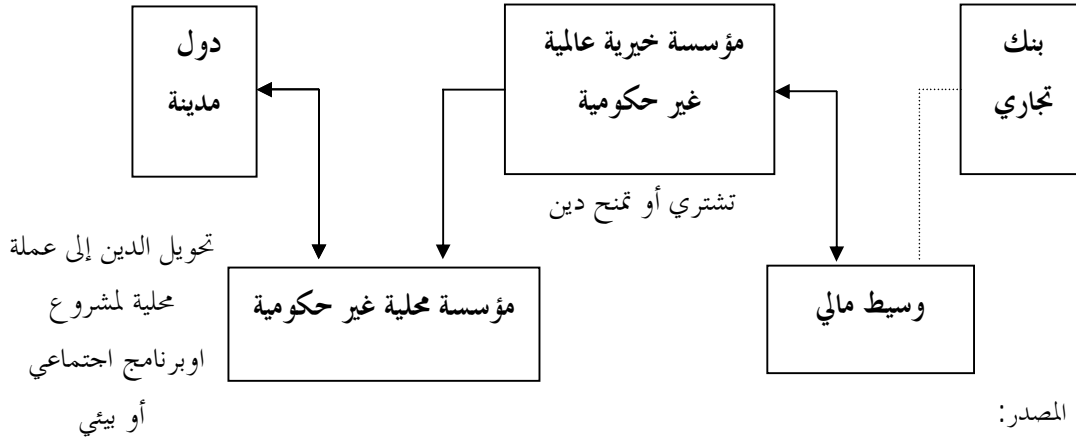 بنك
تجاري
مؤسسة خيرية عالمية
غير حكومية
دول
مدينة
تشتري أو تمنح دين
تحويل الدين إلى عملة
محلية لمشروع
اوبرنامج اجتماعي
أو بيئي
وسيط مالي
مؤسسة محلية غير حكومية
المصدر: